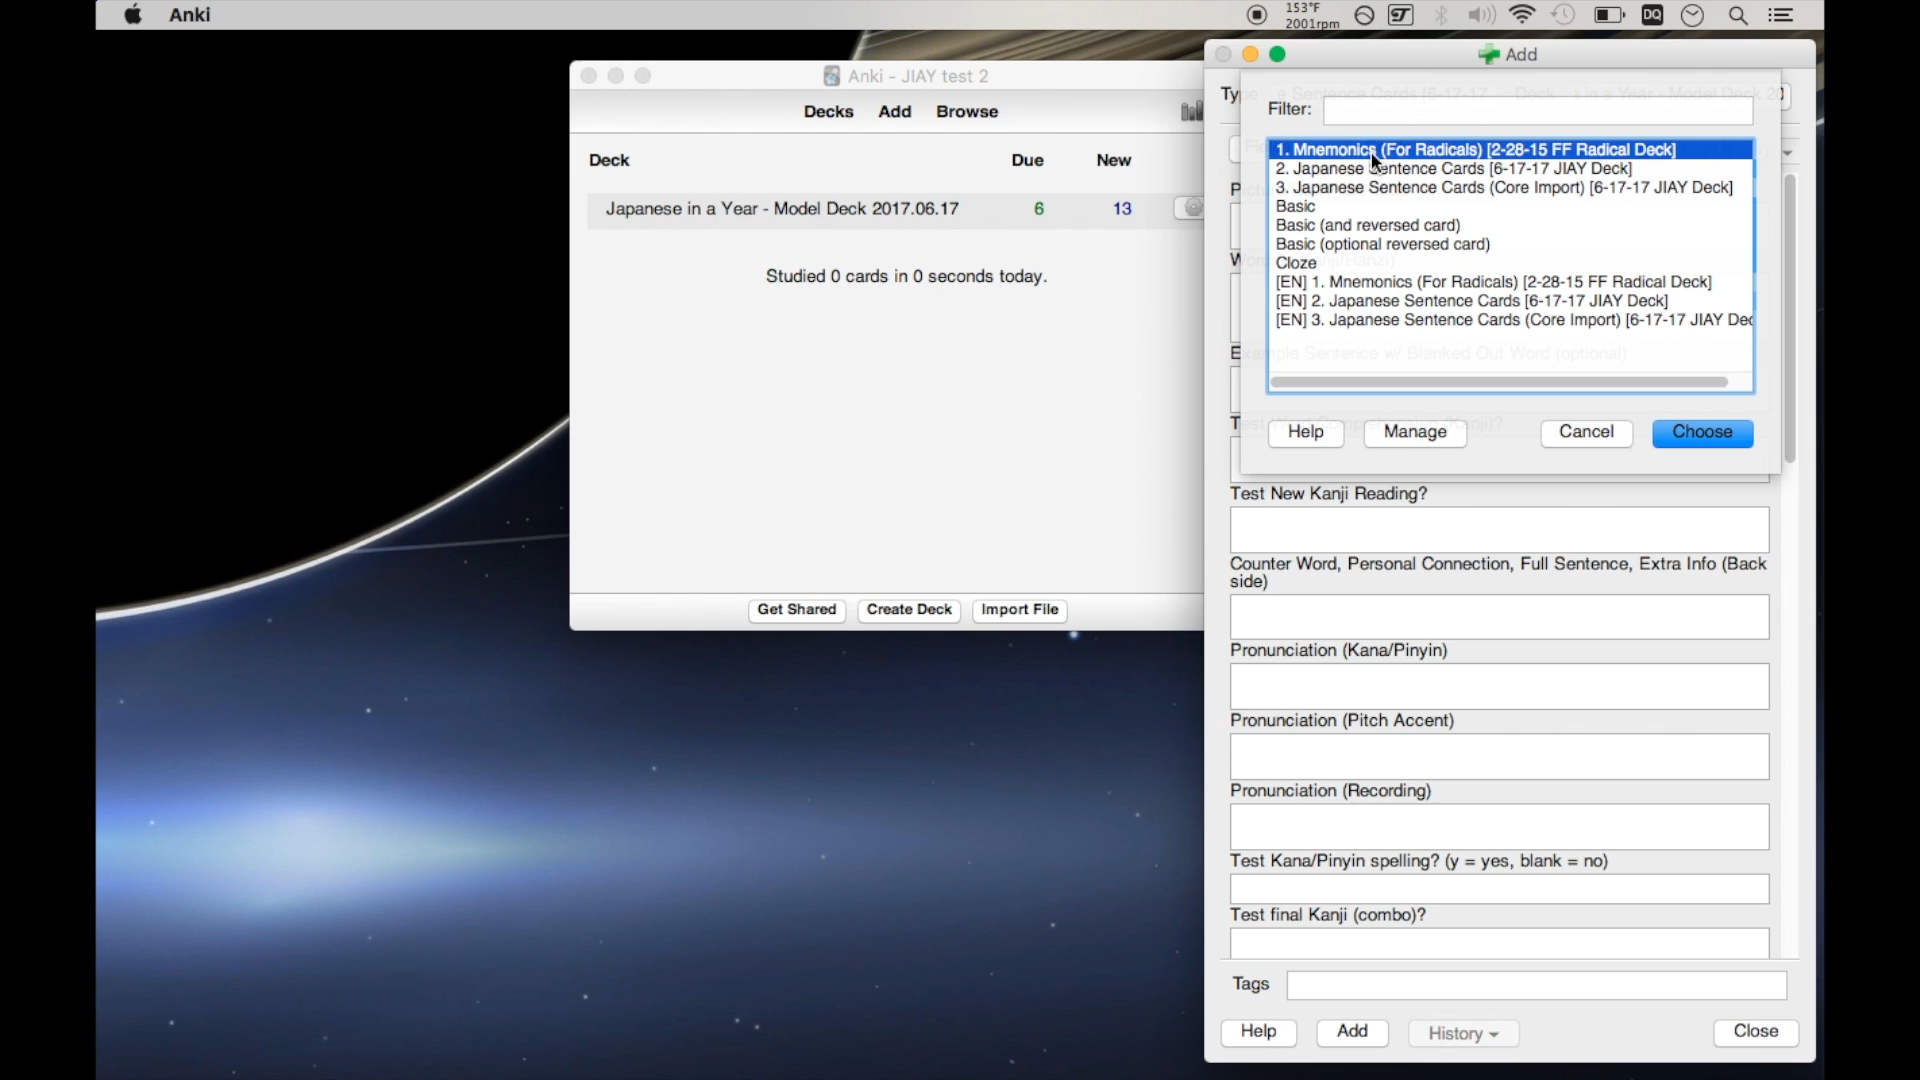 Anki
153°F
2001rpm
DQ
Anki - JIAY test 2
Decks Add Browse
Deck Due New
Japanese in a Year - Model Deck 2017.06.17 6 13
Studied 0 cards in 0 seconds today.
Get Shared Create Deck Import File
Add
Filter:
1. Mnemonics (For Radicals) [2-28-15 FF Radical Deck]
2. Japanese Sentence Cards [6-17-17 JIAY Deck]
3. Japanese Sentence Cards (Core Import) [6-17-17 JIAY Deck]
Basic
Basic (and reversed card)
Basic (optional reversed card)
Cloze
[EN] 1. Mnemonics (For Radicals) [2-28-15 FF Radical Deck]
[EN] 2. Japanese Sentence Cards [6-17-17 JIAY Deck]
[EN] 3. Japanese Sentence Cards (Core Import) [6-17-17 JIAY Dec
Example Sentence w/ Blanked Out Word (optional)
Help Manage Cancel Choose
Test New Kanji Reading?
Counter Word, Personal Connection, Full Sentence, Extra Info (Back
side)
Pronunciation (Kana/Pinyin)
Pronunciation (Pitch Accent)
Pronunciation (Recording)
Test Kana/Pinyin spelling? (y = yes, blank = no)
Test final Kanji (combo)?
Tags
Help Add History Close